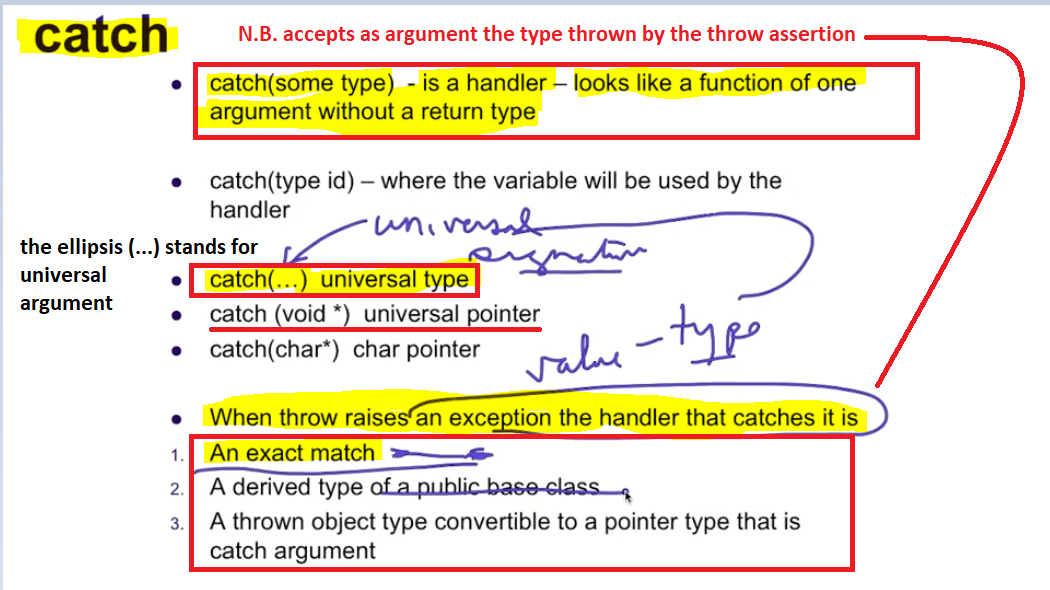 catch
N.B. accepts as argument the type thrown by the throw assertion
• catch(some type) - is a handler – looks like a function of one
argument without a return type
• catch(type id) – where the variable will be used by the
handler
universal
signature
the ellipsis (...) stands for
universal
argument
• catch(…) universal type
• catch (void *) universal pointer
• catch(char*) char pointer
value - type
• When throw raises an exception the handler that catches it is
1. An exact match
2. A derived type of a public base class
3. A thrown object type convertible to a pointer type that is
catch argument